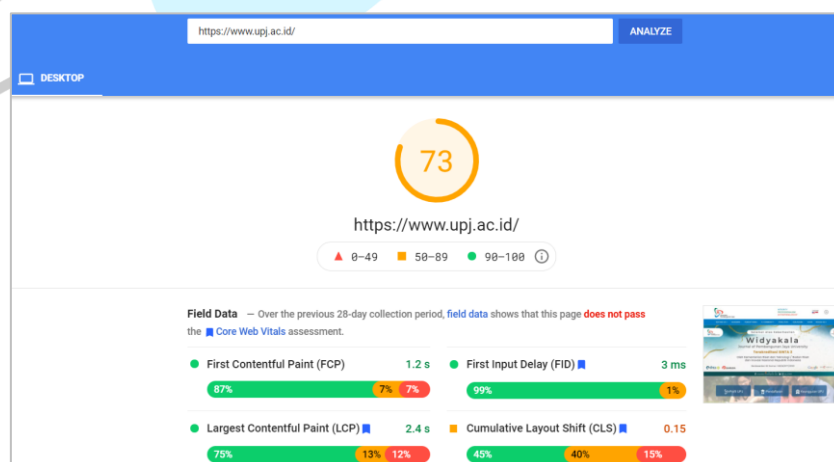 https://www.upj.ac.id/
ANALYZE
DESKTOP
73
https://www.upj.ac.id/
0–49 50–89 90–100
Field Data — Over the previous 28-day collection period, field data shows that this page does not pass
the Core Web Vitals assessment.
First Contentful Paint (FCP) 1.2 s
87% 7% 7%
First Input Delay (FID) 3 ms
99% 1%
Largest Contentful Paint (LCP) 2.4 s
75% 13% 12%
Cumulative Layout Shift (CLS) 0.15
45% 40% 15%
Widyakala